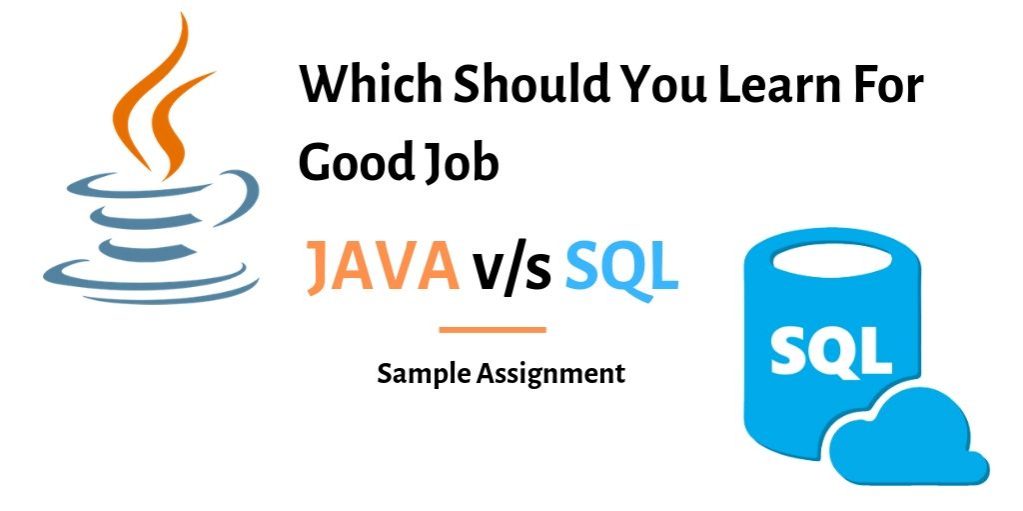 Which Should You Learn For
Good Job
JAVA v/s SQL
Sample Assignment
SQL